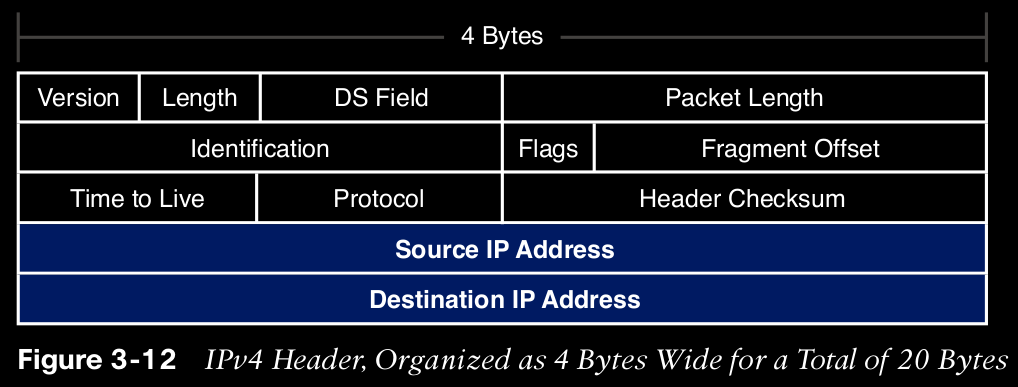 4 Bytes
Version Length DS Field Packet Length
Identification Flags Fragment Offset
Time to Live Protocol Header Checksum
Source IP Address
Destination IP Address
Figure 3-12 IPv4 Header, Organized as 4 Bytes Wide for a Total of 20 Bytes